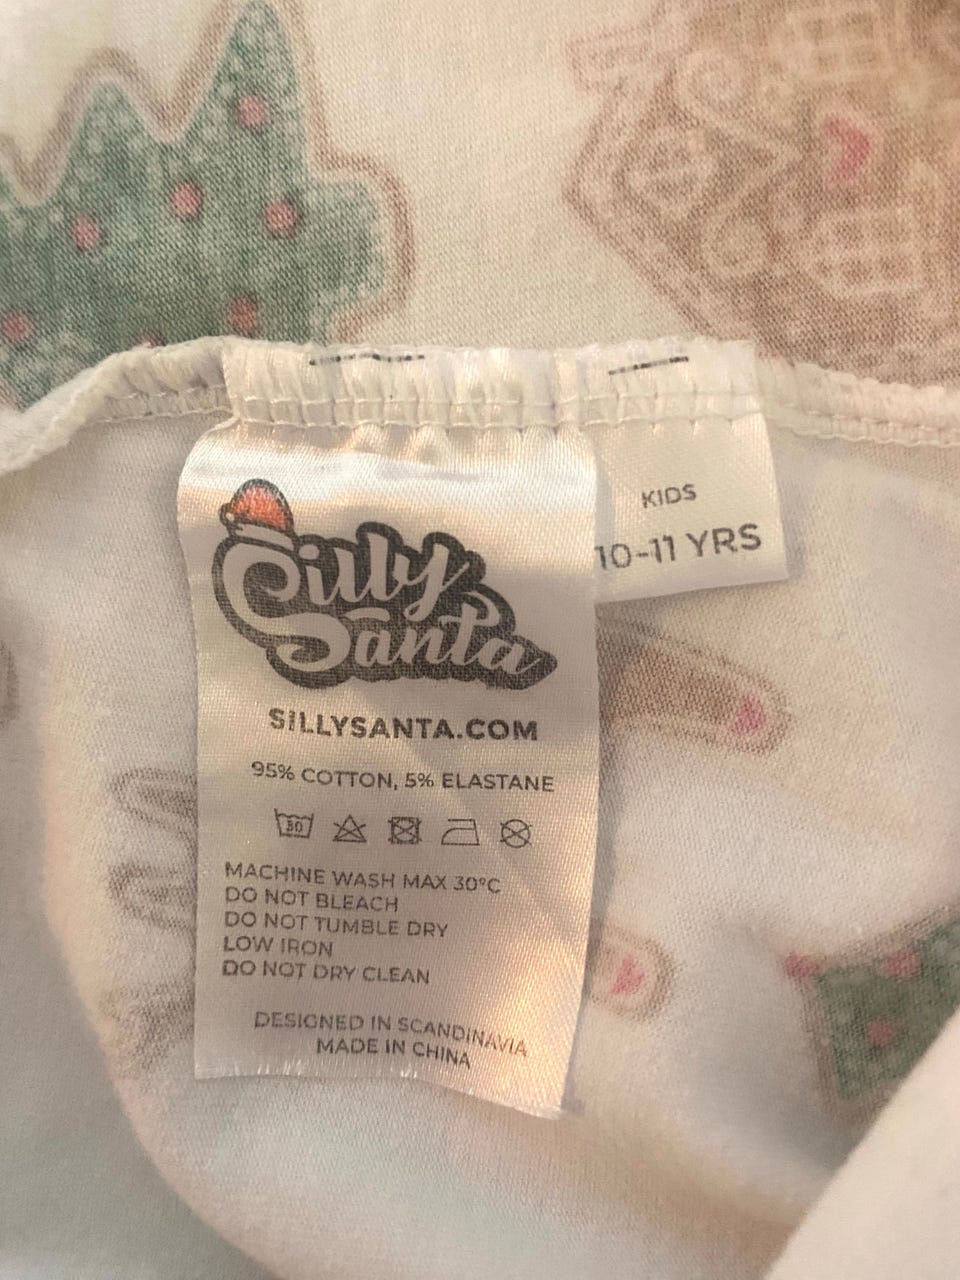 Silly
Santa
SILLYSANTA.COM
95% COTTON, 5% ELASTANE
30
MACHINE WASH MAX 30°C
DO NOT BLEACH
DO NOT TUMBLE DRY
LOW IRON
DO NOT DRY CLEAN
DESIGNED IN SCANDINAVIA
MADE IN CHINA
KIDS
10-11 YRS